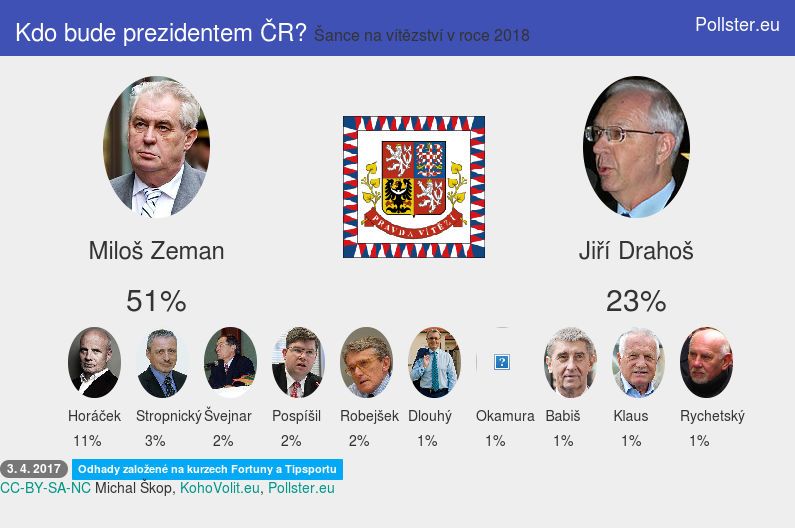 Kdo bude prezidentem ČR? Šance na vítězství v roce 2018
Pollster.eu
PRAVDA VÍTĚZÍ
Miloš Zeman
Jiří Drahoš
51%
23%
Horáček Stropnický Švejnar Pospíšil Robejšek Dlouhý Okamura Babiš Klaus Rychetský
11% 3% 2% 2% 2% 1% 1% 1% 1% 1%
3. 4. 2017 Odhady založené na kurzech Fortuny a Tipsportu
CC-BY-SA-NC Michal Škop, KohoVolit.eu, Pollster.eu